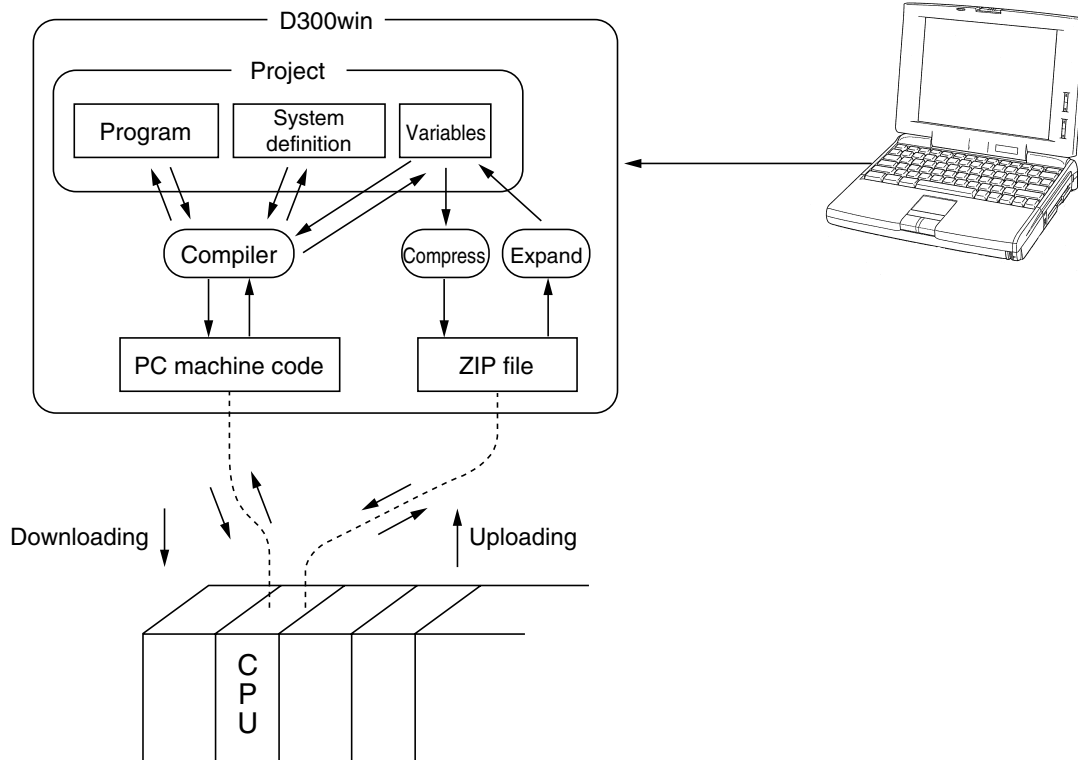 D300win
Project
Program
System
definition
Variables
Compiler
Compress
Expand
PC machine code
ZIP file
Downloading
Uploading
C
P
U